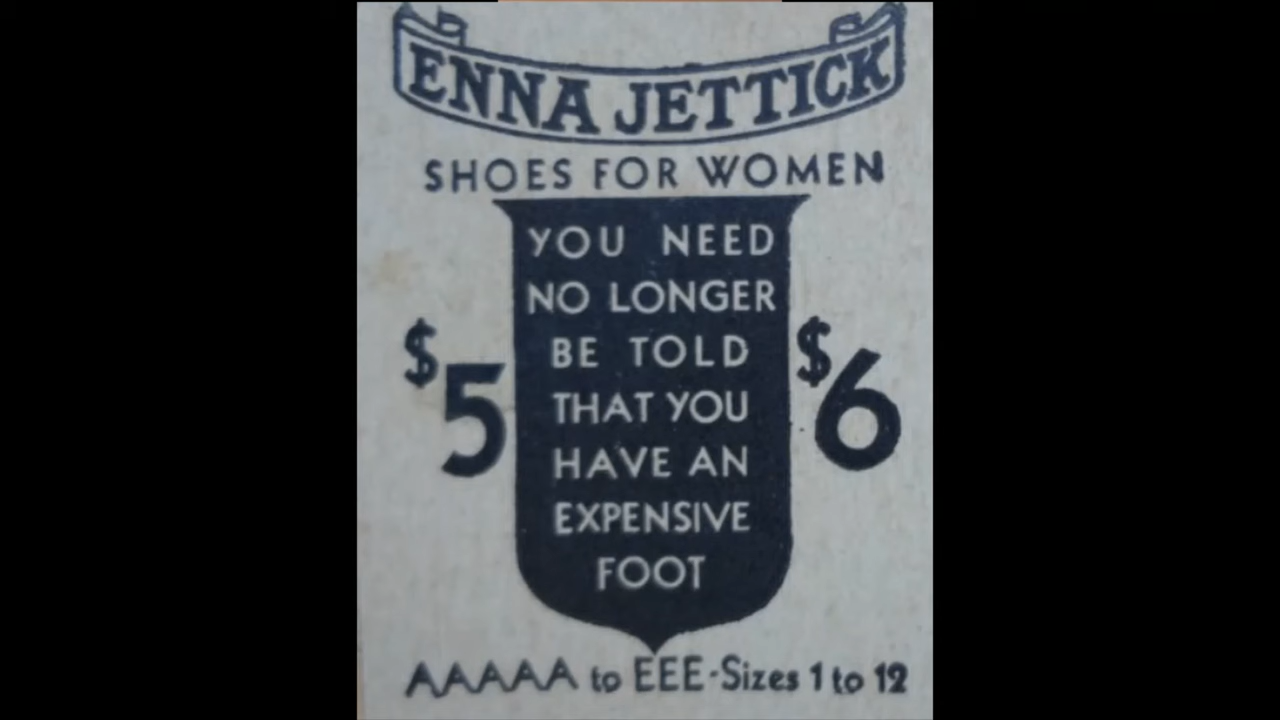 ENNA JETTICK
SHOES FOR WOMEN
YOU NEED
NO LONGER
BE TOLD
THAT YOU
HAVE AN
EXPENSIVE
FOOT
$5
$6
AAAAA to EEE-Sizes 1 to 12